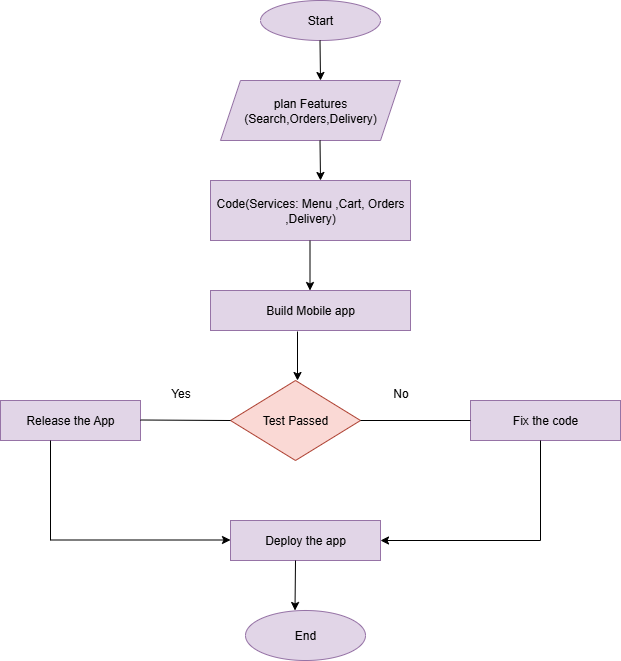 Start
plan Features
(Search,Orders,Delivery)
Code(Services: Menu ,Cart, Orders
,Delivery)
Build Mobile app
Yes
No
Release the App
Test Passed
Fix the code
Deploy the app
End